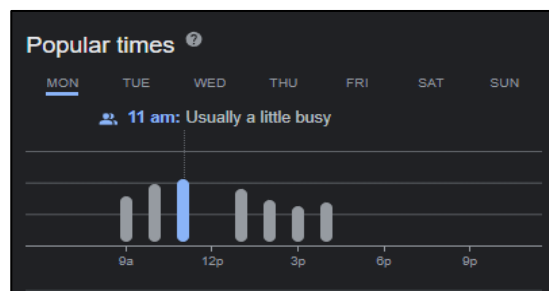 Popular times ?
MON TUE WED THU FRI SAT SUN
11 am: Usually a little busy
9a 12p 3p 6p 9p